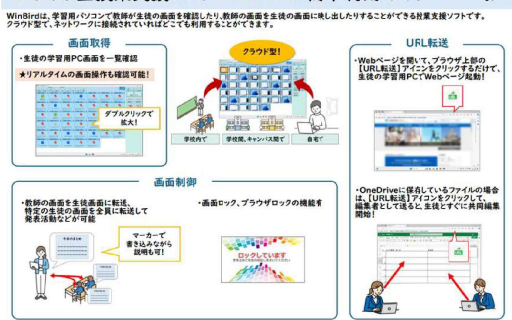 WinBirdは、学習用パソコンで教師が生徒の画面を確認したり、教師の画面を生徒の画面に映し出したりすることができる授業支援ソフトです。
クラウド型で、ネットワークに接続されていればどこでも利用することができます。
画面取得
・生徒の学習用PC画面を一覧確認
★リアルタイムの画面操作も確認可能！
ダブルクリックで
拡大！
クラウド型！
学校内で
学校間、キャンパス間で
自宅で
URL転送
・Webページを開いて、ブラウザ上部の
【URL転送】アイコンをクリックするだけで、
生徒の学習用PCでWebページ起動！
・OneDriveに保存しているファイルの場合
は、【URL転送】アイコンをクリックして、
編集者として送ると、生徒とすぐに共同編集
開始！
画面制御
・教師の画面を生徒画面に転送、
特定の生徒の画面を全員に転送して
発表活動などが可能
マーカーで
書き込みながら
説明も可！
・画面ロック、ブラウザロックの機能有
ロックしています